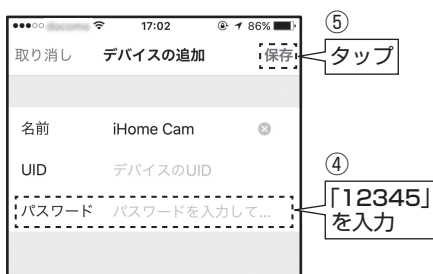 17:02 86%
取り消し デバイスの追加 保存
⑤
タップ
名前 iHome Cam
UID デバイスのUID
パスワード パスワードを入力して...
④
「12345」
を入力